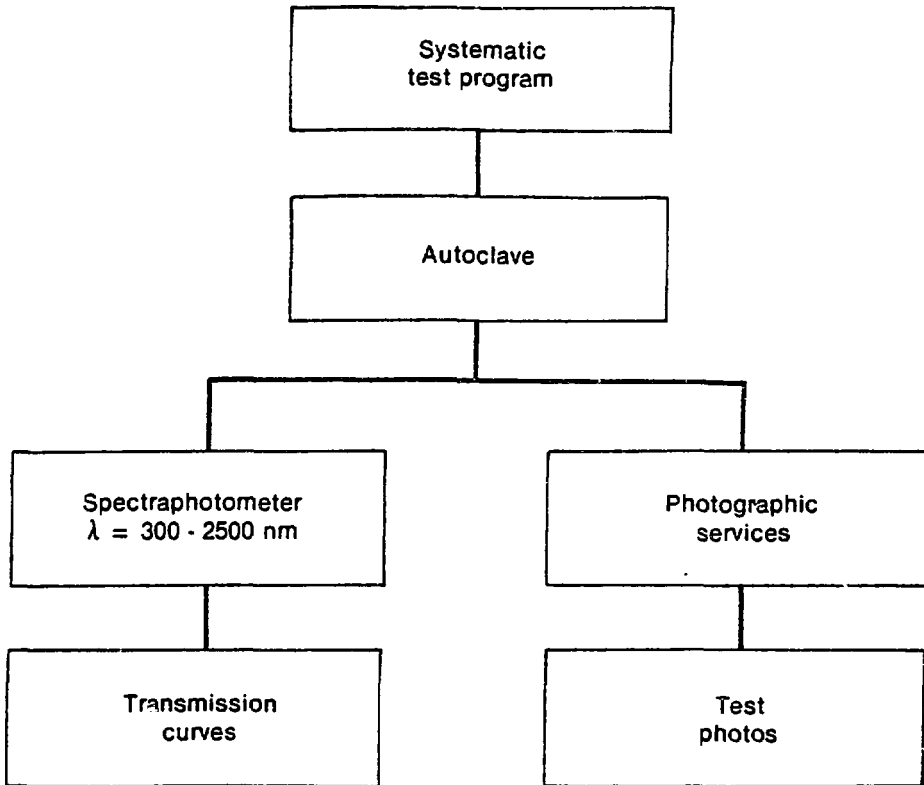 Systematic
test program
Autoclave
Spectraphotometer
λ = 300 - 2500 nm
Photographic
services
Transmission
curves
Test
photos